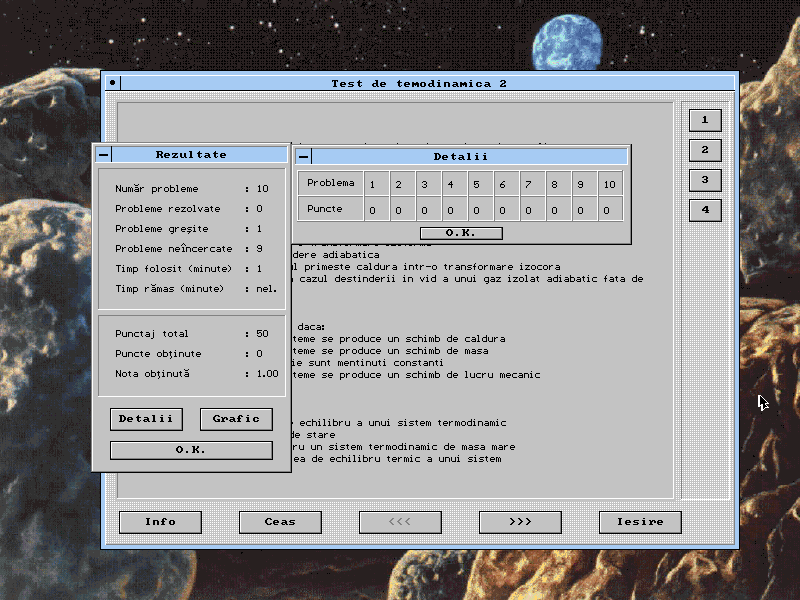 Test de temodinamica 2
Rezultate
Număr probleme : 10
Probleme rezolvate : 0
Probleme greșite : 1
Probleme neîncercate : 9
Timp folosit (minute) : 1
Timp rămas (minute) : nel.
Punctaj total : 50
Puncte obținute : 0
Nota obținută : 1.00
Detalii Grafic
O.K.
Detalii
Problema 1 2 3 4 5 6 7 8 9 10
Puncte 0 0 0 0 0 0 0 0 0 0
O.K.
dere adiabatica
primeste caldura intr-o transformare izocora
cazul destinderii in vid a unui gaz izolat adiabatic fata de
daca:
teme se produce un schimb de caldura
teme se produce un schimb de masa
ie sunt mentinuti constanti
teme se produce un schimb de lucru mecanic
echilibru a unui sistem termodinamic
de stare
ru un sistem termodinamic de masa mare
ea de echilibru termic a unui sistem
1
2
3
4
Info Ceas <<< >>> Iesire